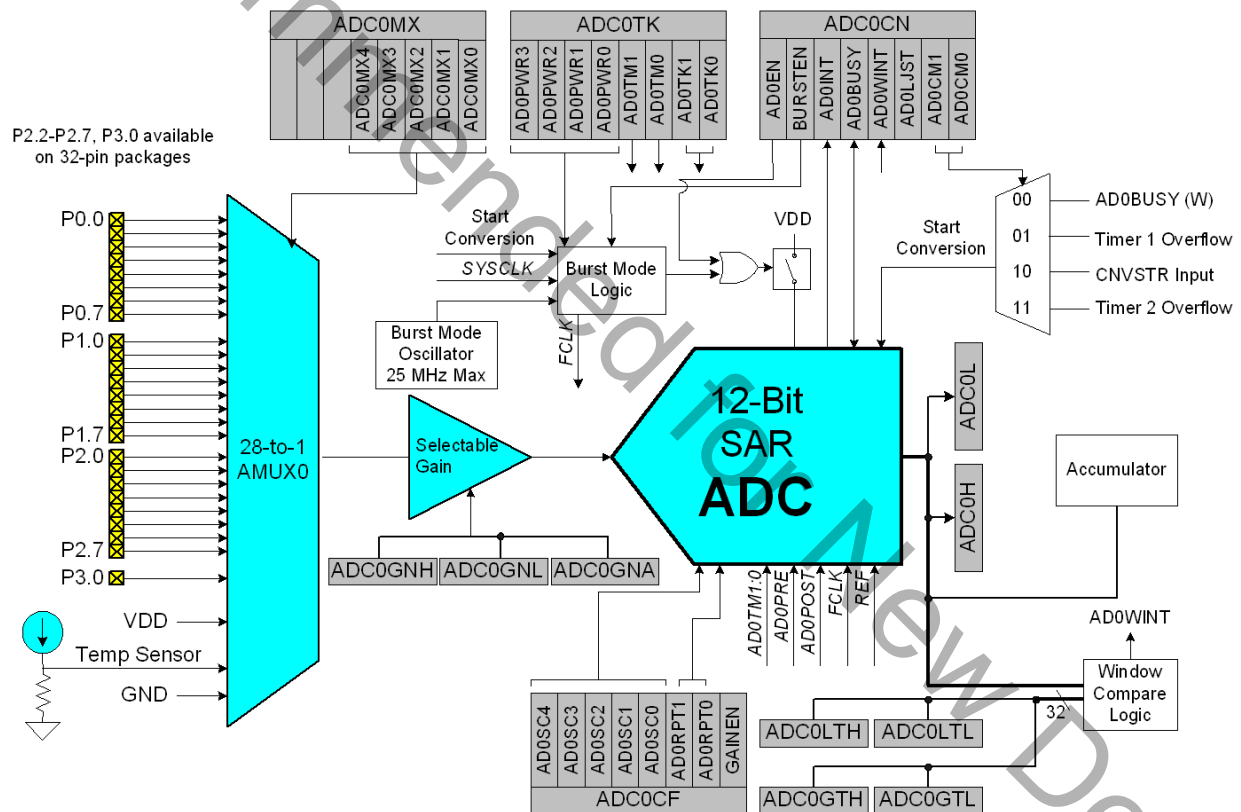 ADC0MX
ADC0MX4
ADC0MX3
ADC0MX2
ADC0MX1
ADC0MX0
ADC0TK
AD0PWR3
AD0PWR2
AD0PWR1
AD0PWR0
AD0TM1
AD0TM0
AD0TK1
AD0TK0
ADC0CN
AD0EN
BURSTEN
AD0INT
AD0BUSY
AD0WINT
AD0LJST
AD0CM1
AD0CM0
P2.2-P2.7, P3.0 available
on 32-pin packages
P0.0
P0.7
P1.0
P1.7
P2.0
P2.7
P3.0
VDD
Temp Sensor
GND
28-to-1
AMUX0
Start
Conversion
SYSCLK
Burst Mode
Logic
Burst Mode
Oscillator
25 MHz Max
FCLK
VDD
Start
Conversion
00
01
10
11
AD0BUSY (W)
Timer 1 Overflow
CNVSTR Input
Timer 2 Overflow
Selectable
Gain
ADC0GNH
ADC0GNL
ADC0GNA
12-Bit
SAR
ADC
ADC0L
ADC0H
Accumulator
AD0TM1:0
AD0PRE
AD0POST
FCLK
REF
AD0WINT
Window
Compare
Logic
32
AD0SC4
AD0SC3
AD0SC2
AD0SC1
AD0SC0
AD0RPT1
AD0RPT0
GAINEN
ADC0CF
ADC0LTH
ADC0LTL
ADC0GTH
ADC0GTL
mmended for New De